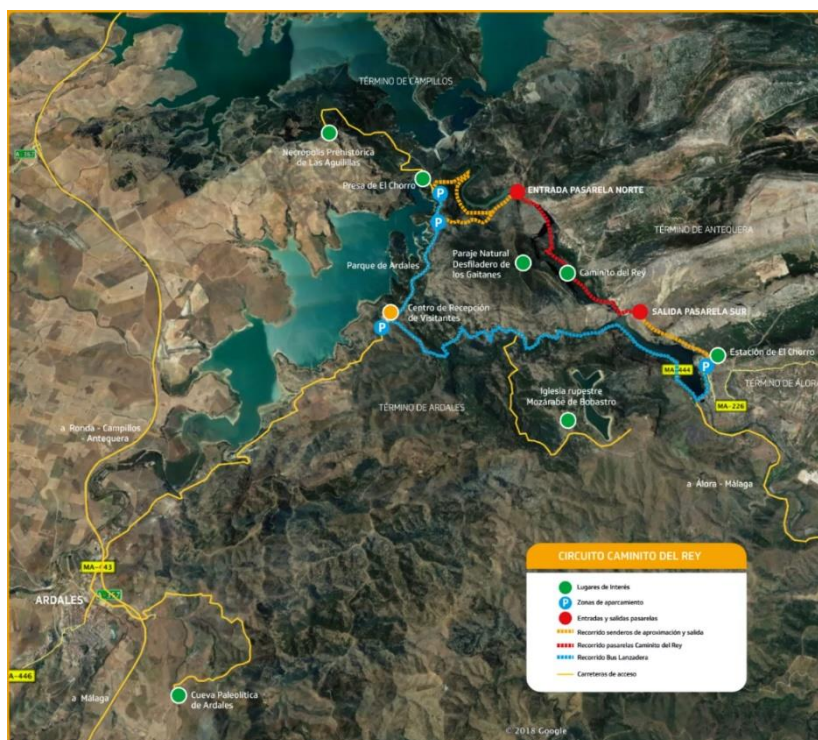 TÉRMINO DE CAMPILLOS
A-357
Necrópolis Prehistórica
de Las Aguilillas
Presa de El Chorro
P
ENTRADA PASARELA NORTE
P
TÉRMINO DE ANTEQUERA
Parque de Ardales
Paraje Natural
Desfiladero de
los Gaitanes
Caminito del Rey
Centro de Recepción
de Visitantes
P
SALIDA PASARELA SUR
Estación de El Chorro
P
MA-444
TÉRMINO DE ÁLORA
Iglesia rupestre
Mozárabe de Bobastro
TÉRMINO DE ARDALES
MA-226
a Ronda - Campillos
- Antequera
a Álora - Málaga
CIRCUITO CAMINITO DEL REY
Lugares de Interés
P Zonas de aparcamiento
Entradas y salidas pasarelas
Recorrido senderos de aproximación y salida
Recorrido pasarelas Caminito del Rey
Recorrido Bus Lanzadera
Carreteras de acceso
MA-443
A-357
ARDALES
MA-446
a Málaga
Cueva Paleolítica
de Ardales
© 2018 Google